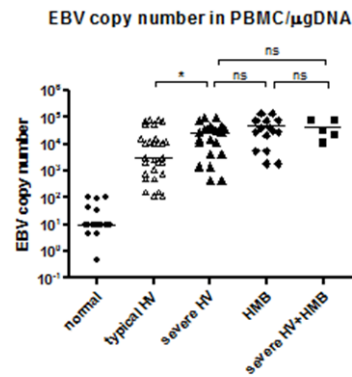 EBV copy number in PBMC/μgDNA
ns
*
ns
ns
EBV copy number
10⁶
10⁵
10⁴
10³
10²
10¹
10⁰
10⁻¹
normal
typical HV
severe HV
HMB
severe HV+HMB